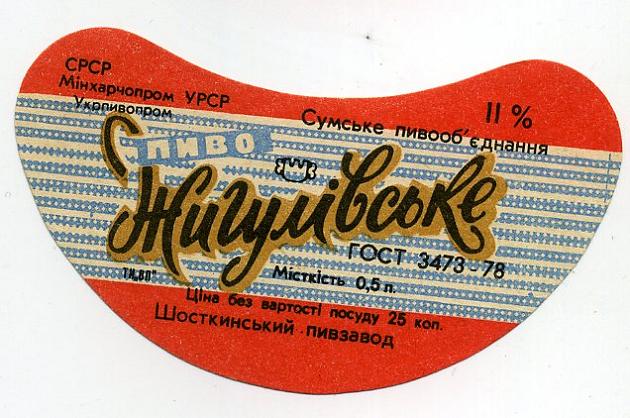 СРСР
Мінхарчопром УРСР
Укрпивопром
11 %
Сумське пивооб'єднання
ПИВО
Жигулівське
ГОСТ 3473-78
Місткість 0,5 л.
Ціна без вартості посуду 25 коп.
Шосткинський пивзавод